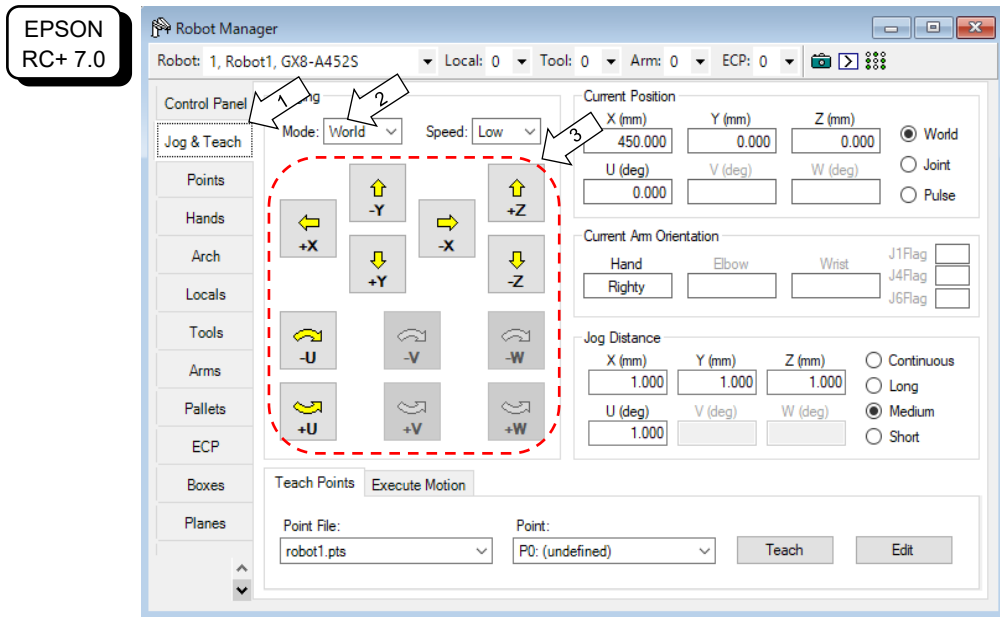 EPSON
RC+ 7.0
Robot Manager
Robot: 1, Robot1, GX8-A452S Local: 0 Tool: 0 Arm: 0 ECP: 0
Control Panel
Jog & Teach
Points
Hands
Arch
Locals
Tools
Arms
Pallets
ECP
Boxes
Planes
1
2
3
Mode: World Speed: Low
-Y
+Z
+X
-X
+Y
-Z
-U
-V
-W
+U
+V
+W
Current Position
X (mm) Y (mm) Z (mm)
450.000 0.000 0.000
U (deg) V (deg) W (deg)
0.000
World
Joint
Pulse
Current Arm Orientation
Hand Elbow Wrist
Righty
J1Flag
J4Flag
J6Flag
Jog Distance
X (mm) Y (mm) Z (mm)
1.000 1.000 1.000
U (deg) V (deg) W (deg)
1.000
Continuous
Long
Medium
Short
Teach Points Execute Motion
Point File: Point:
robot1.pts P0: (undefined) Teach Edit